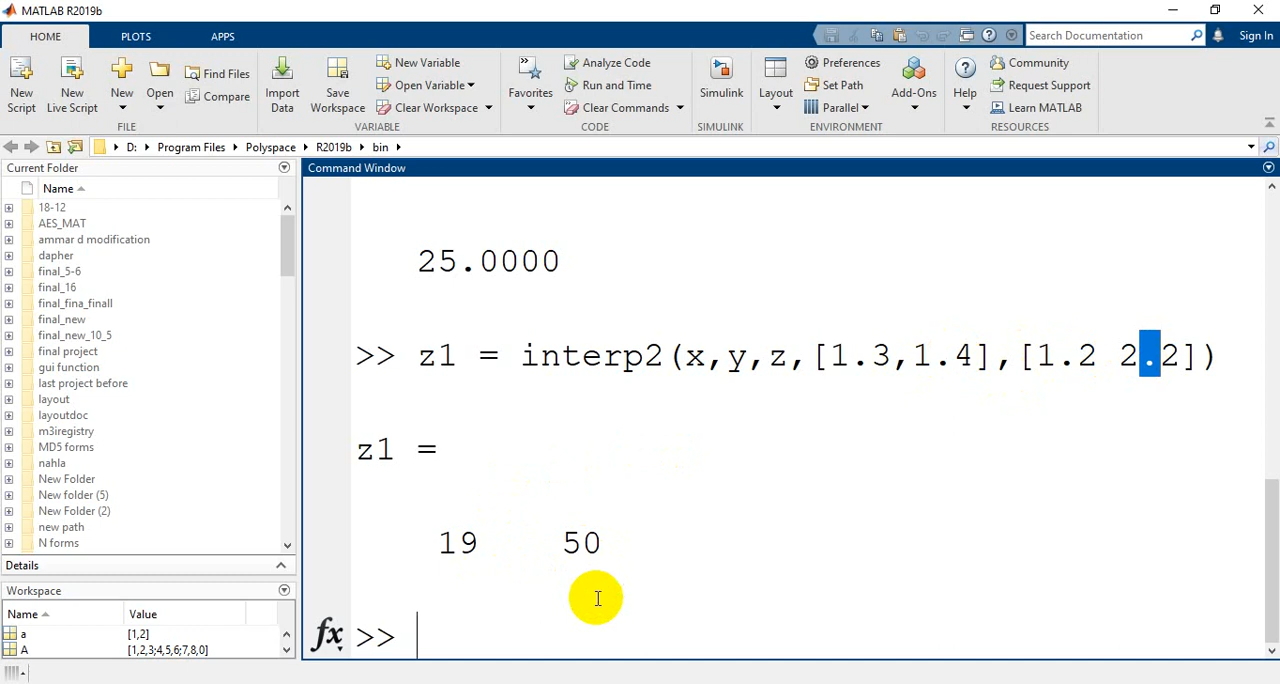 MATLAB R2019b
HOME PLOTS APPS
Search Documentation
Sign In
New Script
New Live Script
New
Open
Find Files
Compare
Import Data
Save Workspace
New Variable
Open Variable
Clear Workspace
Favorites
Analyze Code
Run and Time
Clear Commands
Simulink
Layout
Preferences
Set Path
Parallel
Add-Ons
Help
Community
Request Support
Learn MATLAB
FILE VARIABLE CODE SIMULINK ENVIRONMENT RESOURCES
D: Program Files Polyspace R2019b bin
Current Folder
Name
18-12
AES_MAT
ammar d modification
dapher
final_5-6
final_16
final_fina_finall
final_new
final_new_10_5
final project
gui function
last project before
layout
layoutdoc
m3iregistry
MD5 forms
nahla
New Folder
New folder (5)
New Folder (2)
new path
N forms
Details
Workspace
Name Value
a [1,2]
A [1,2,3;4,5,6;7,8,0]
Command Window
25.0000
>> z1 = interp2(x,y,z,[1.3,1.4],[1.2 2.2])
z1 =
19 50
fx >>